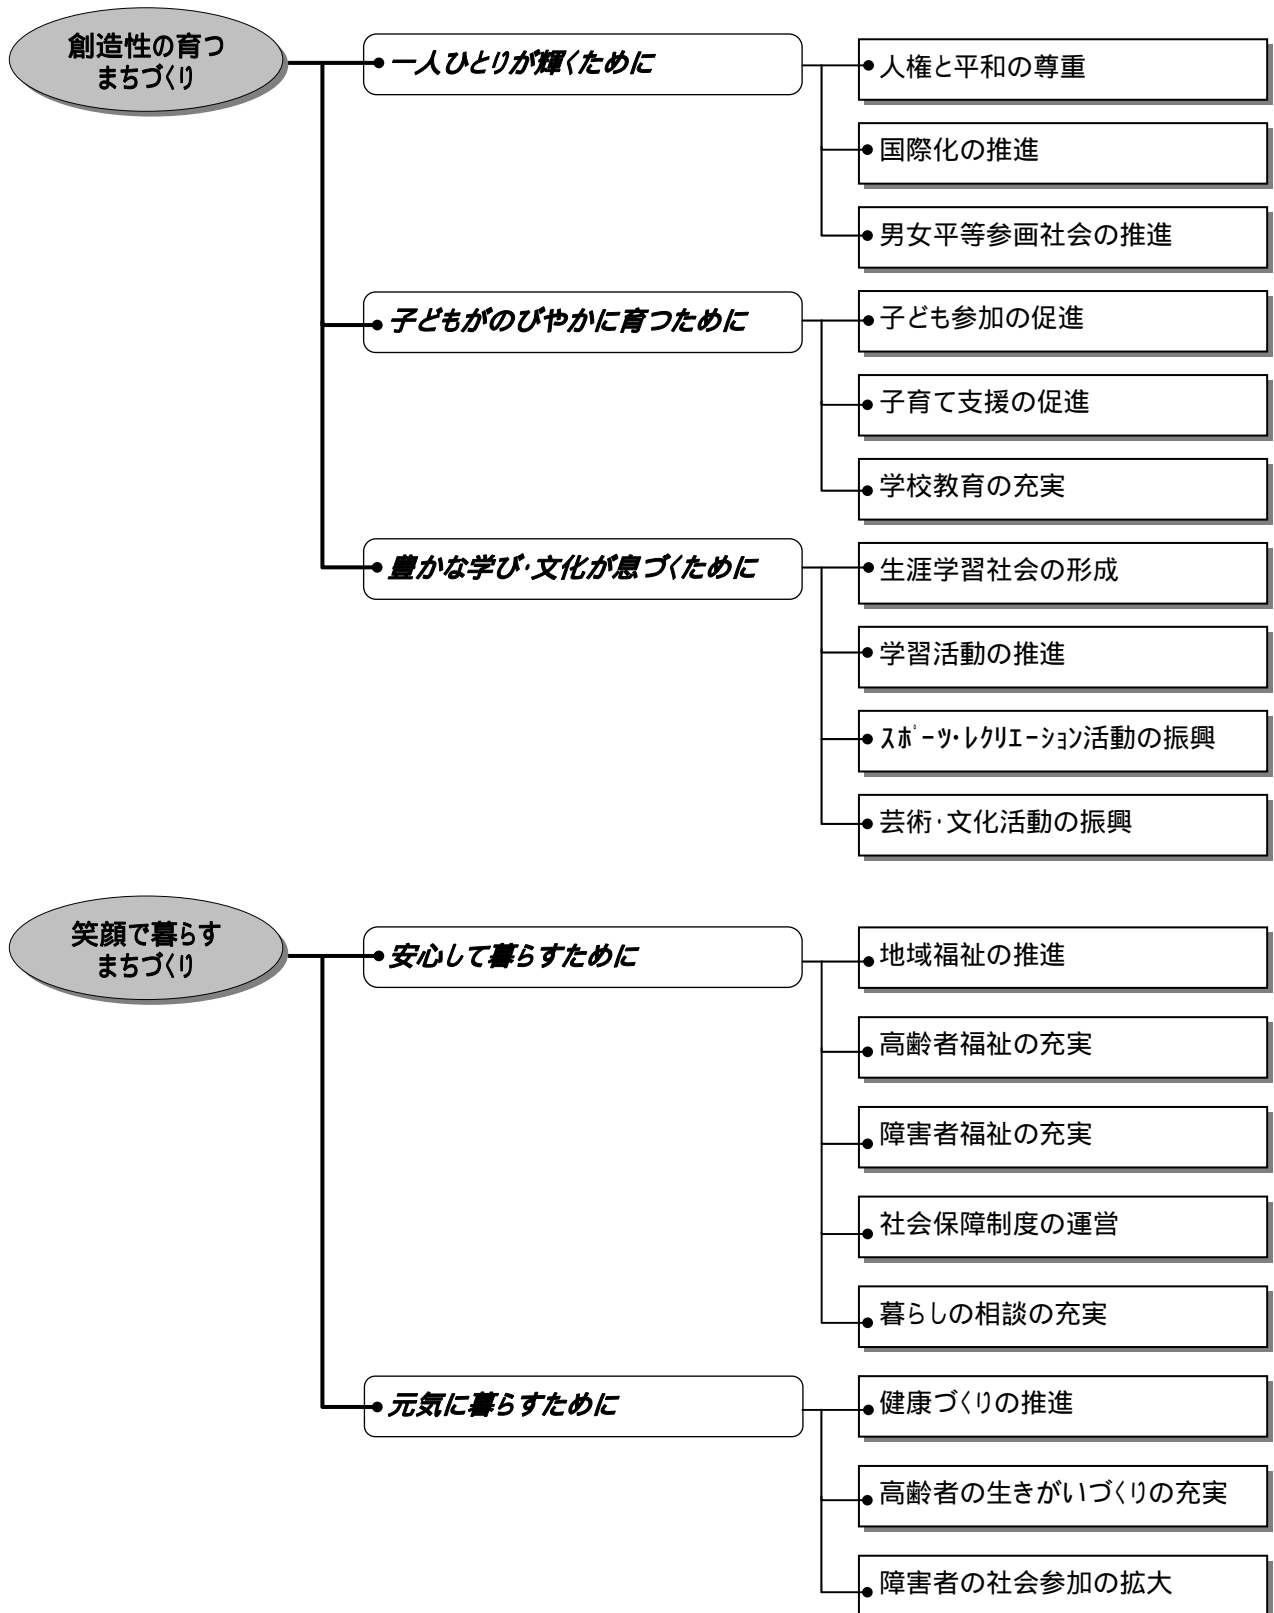 創造性の育つ
まちづくり
一人ひとりが輝くために
人権と平和の尊重
国際化の推進
男女平等参画社会の推進
子どもがのびやかに育つために
子ども参加の促進
子育て支援の促進
学校教育の充実
豊かな学び・文化が息づくために
生涯学習社会の形成
学習活動の推進
ｽﾎﾟｰﾂ・ﾚｸﾘｴｰｼｮﾝ活動の振興
芸術・文化活動の振興
笑顔で暮らす
まちづくり
安心して暮らすために
地域福祉の推進
高齢者福祉の充実
障害者福祉の充実
社会保障制度の運営
暮らしの相談の充実
元気に暮らすために
健康づくりの推進
高齢者の生きがいづくりの充実
障害者の社会参加の拡大